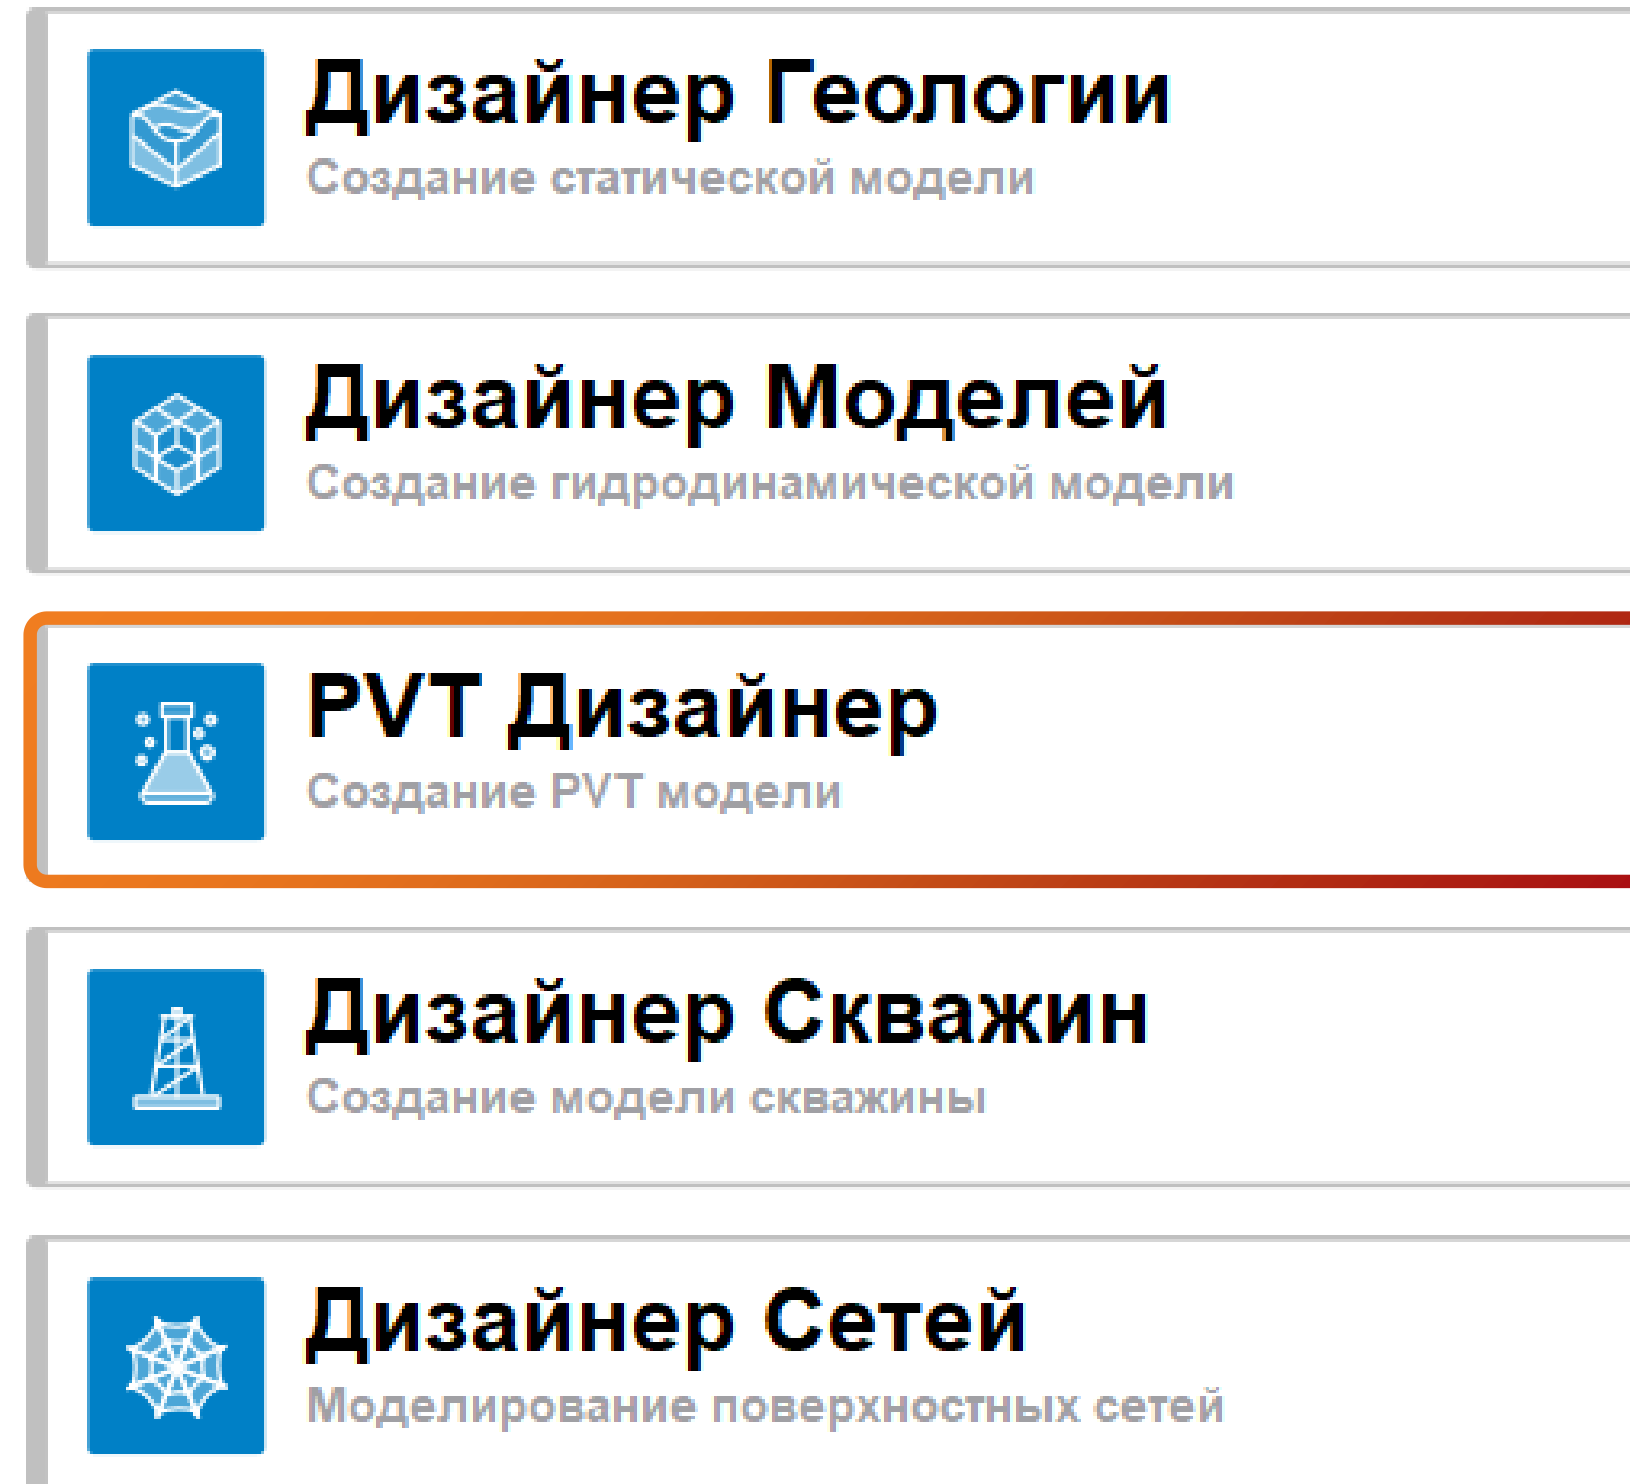 Дизайнер Геологии
Создание статической модели
Дизайнер Моделей
Создание гидродинамической модели
PVT Дизайнер
Создание PVT модели
Дизайнер Скважин
Создание модели скважины
Дизайнер Сетей
Моделирование поверхностных сетей